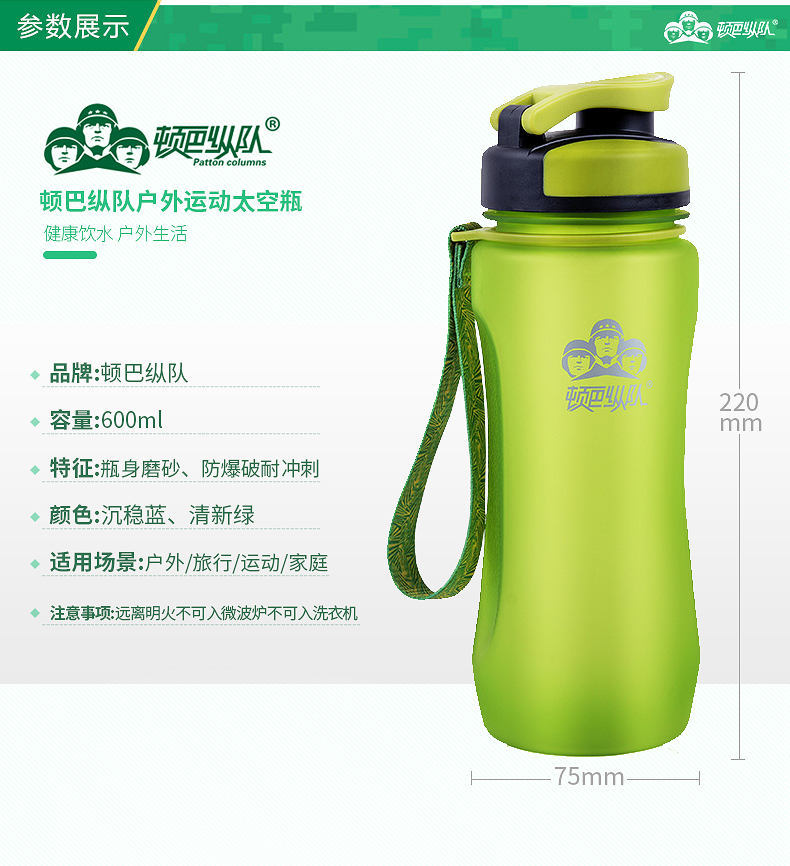 参数展示
顿巴纵队®
顿巴纵队®
Patton columns
顿巴纵队户外运动太空瓶
健康饮水 户外生活
品牌:顿巴纵队
容量:600ml
特征:瓶身磨砂、防爆破耐冲刺
颜色:沉稳蓝、清新绿
适用场景:户外/旅行/运动/家庭
注意事项:远离明火不可入微波炉不可入洗衣机
顿巴纵队®
220
mm
75mm